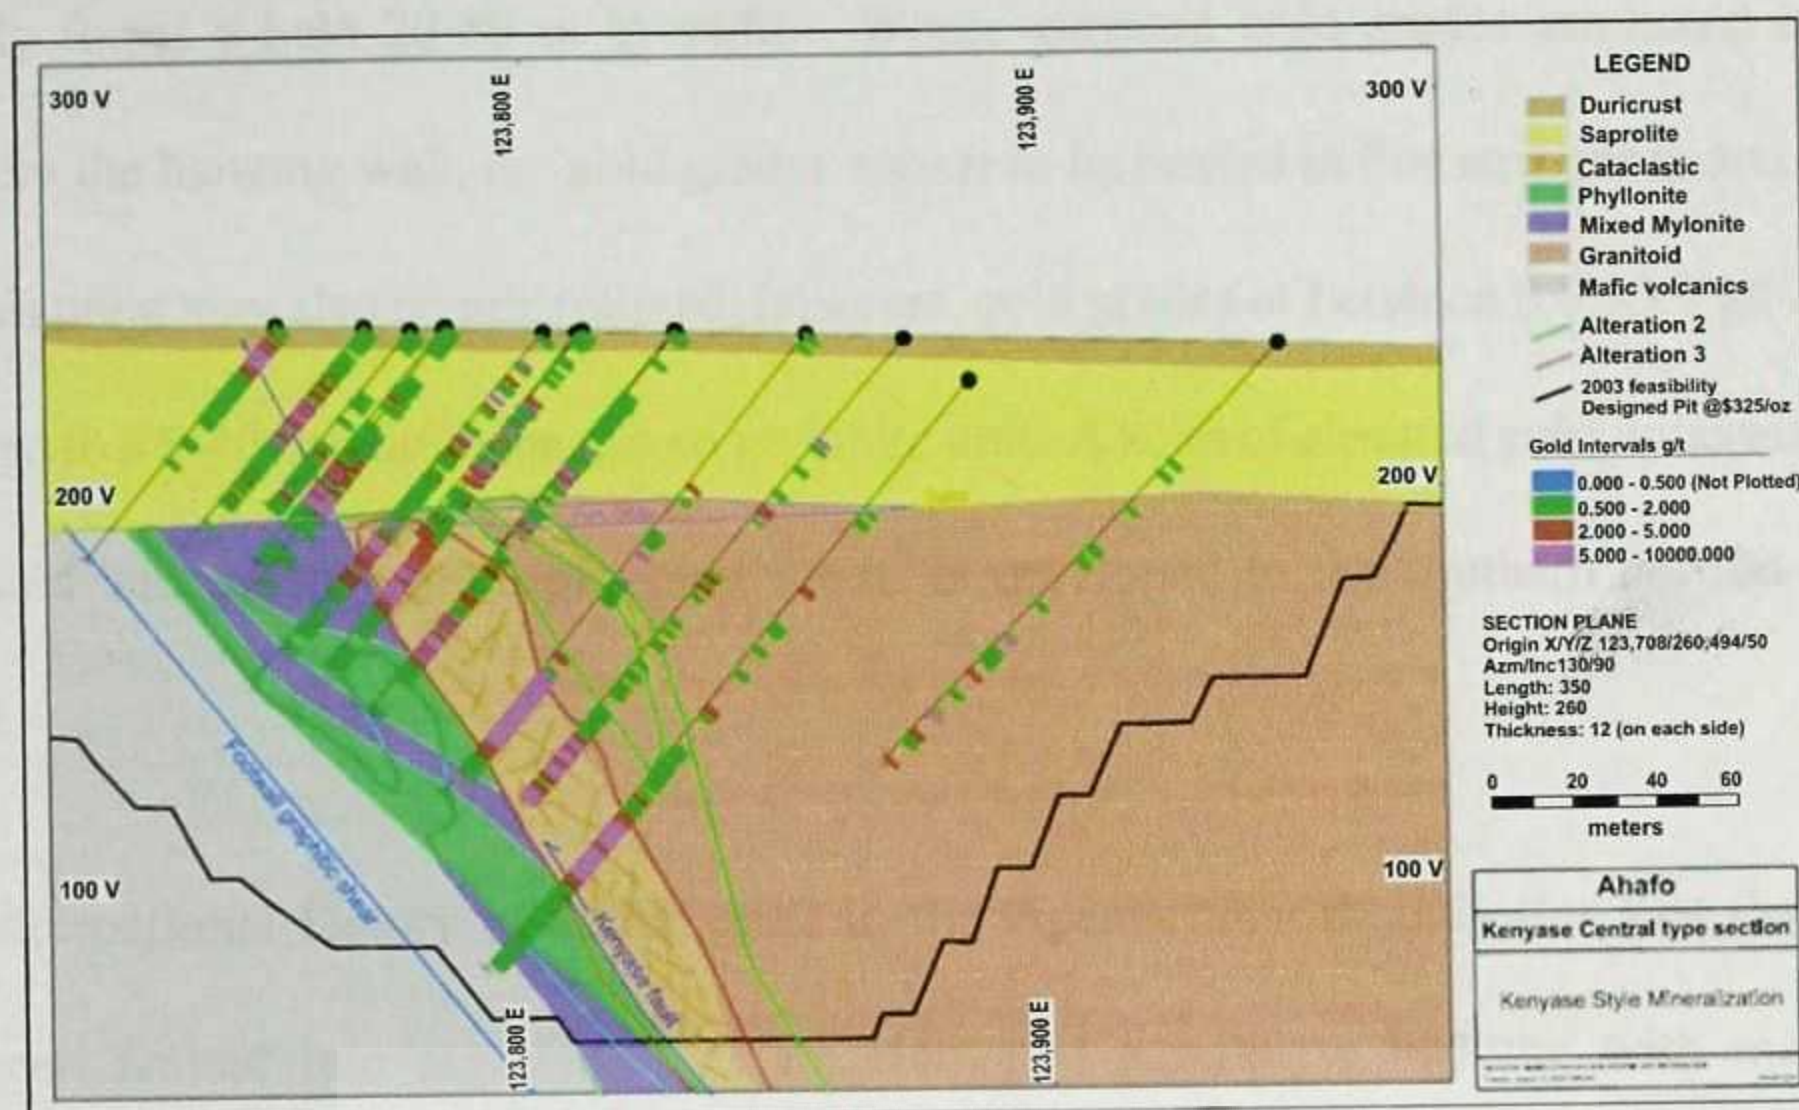 300 V
123,800 E
123,900 E
300 V
200 V
200 V
100 V
100 V
Footwall graphitic shear
Kenyase fault
123,800 E
123,900 E
LEGEND
Duricrust
Saprolite
Cataclastic
Phyllonite
Mixed Mylonite
Granitoid
Mafic volcanics
Alteration 2
Alteration 3
2003 feasibility
Designed Pit @$325/oz
Gold Intervals g/t
0.000 - 0.500 (Not Plotted)
0.500 - 2.000
2.000 - 5.000
5.000 - 10000.000
SECTION PLANE
Origin X/Y/Z 123,708/260,494/50
Azm/Inc130/90
Length: 350
Height: 260
Thickness: 12 (on each side)
0 20 40 60
meters
Ahafo
Kenyase Central type section
Kenyase Style Mineralization